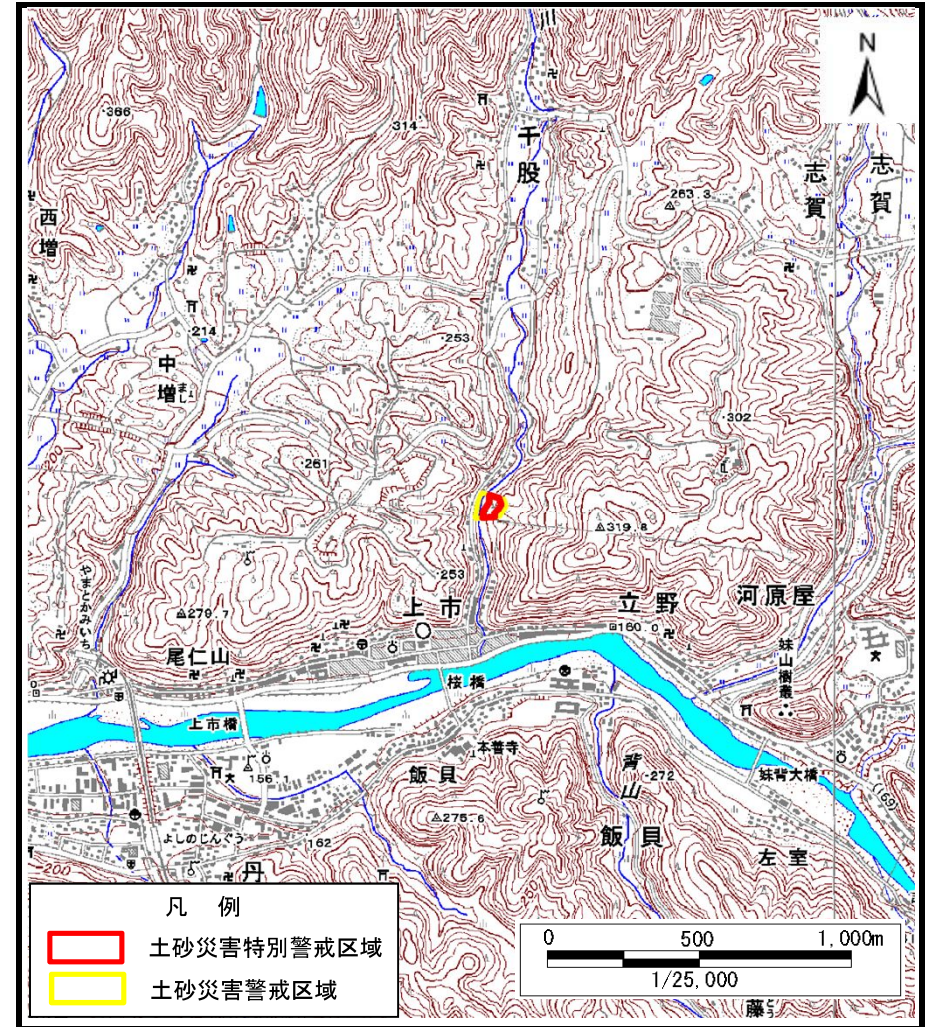 N
川
·366
314·
千股
志賀
志賀
263.3
西増
·214
·253
中増
まし
·302
200
·261
319.8
·253
やまとかみいち
279.7
上市
立野
河原屋
160.0
尾仁山
妹山樹叢
桜橋
上市橋
本善寺
156.1
飯貝
背山
·272
妹背大橋
(169)
275.6
よしのじんぐう
·162
飯貝
左室
200
丹
凡 例
土砂災害特別警戒区域
土砂災害警戒区域
0 500 1,000m
1/25,000
藤